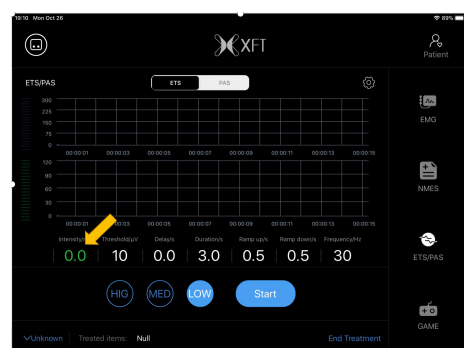 19:10 Mon Oct 26
89%
XFT
Patient
ETS/PAS
ETS PAS
300
225
150
75
0
00:00:01 00:00:03 00:00:05 00:00:07 00:00:09 00:00:11 00:00:13 00:00:15
120
90
60
30
0
00:00:01 00:00:05 00:00:07 00:00:09 00:00:11 00:00:13 00:00:15
Threshold/μV Delay/s Duration/s Ramp up/s Ramp down/s Frequency/Hz
0.0 10 0.0 3.0 0.5 0.5 30
HIG MED LOW Start
Unknown Treated items: Null End Treatment
EMG
NMES
ETS/PAS
GAME